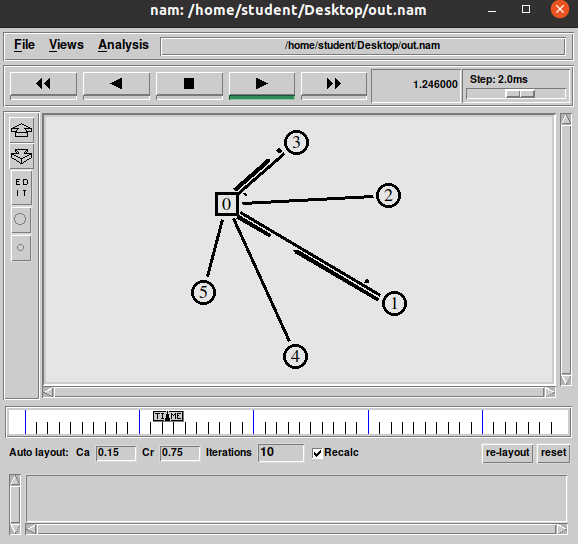 nam: /home/student/Desktop/out.nam
File Views Analysis /home/student/Desktop/out.nam
1.246000 Step: 2.0ms
ED
IT
3
2
0
1
5
4
TIME
Auto layout: Ca 0.15 Cr 0.75 Iterations 10 Recalc re-layout reset